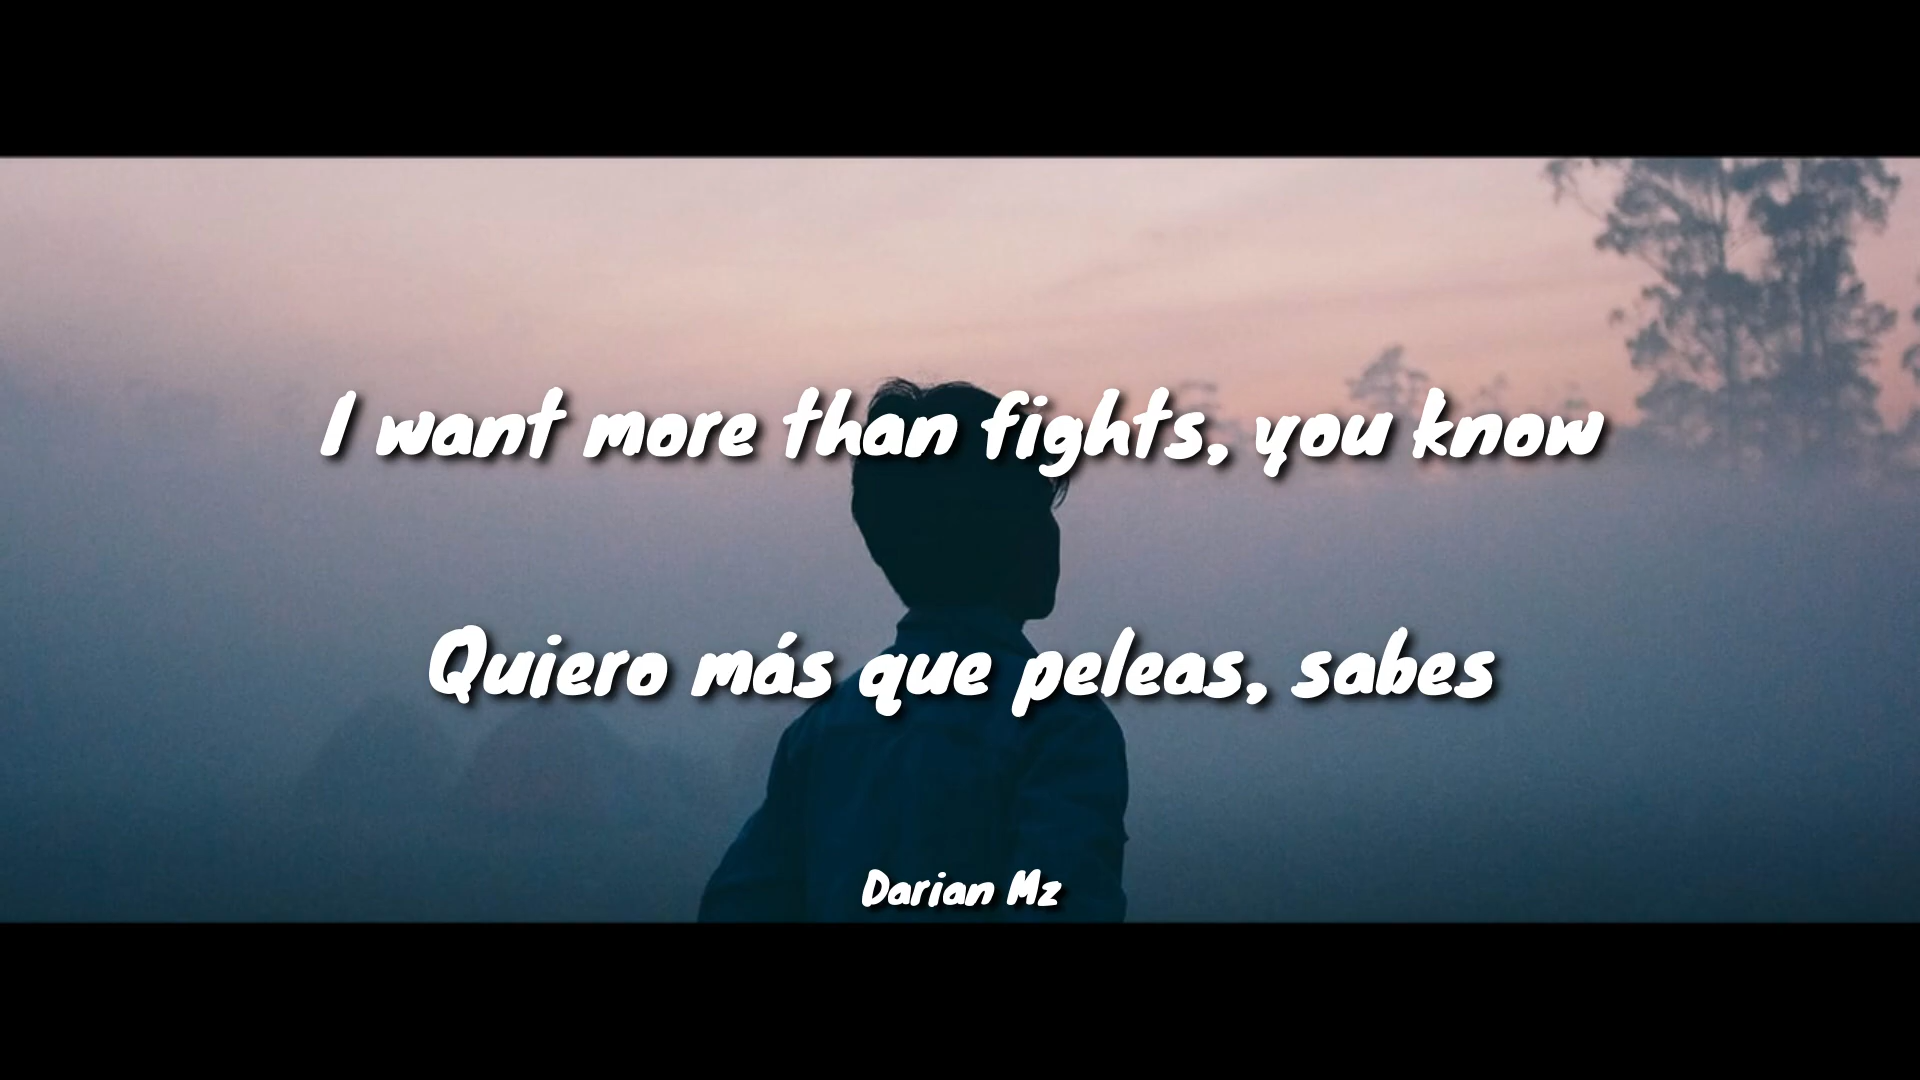 I want more than fights, you know
Quiero más que peleas, sabes
Darian Mz